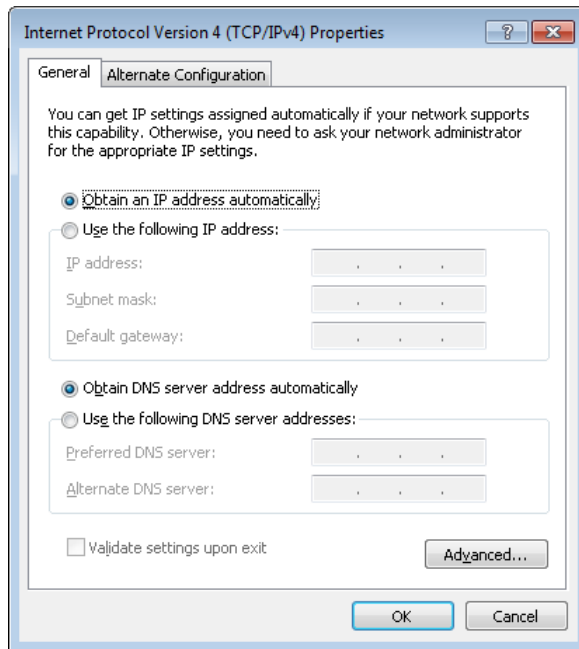 Internet Protocol Version 4 (TCP/IPv4) Properties
General
Alternate Configuration
You can get IP settings assigned automatically if your network supports
this capability. Otherwise, you need to ask your network administrator
for the appropriate IP settings.
Obtain an IP address automatically
Use the following IP address:
IP address:
Subnet mask:
Default gateway:
Obtain DNS server address automatically
Use the following DNS server addresses:
Preferred DNS server:
Alternate DNS server:
Validate settings upon exit
Advanced...
OK
Cancel